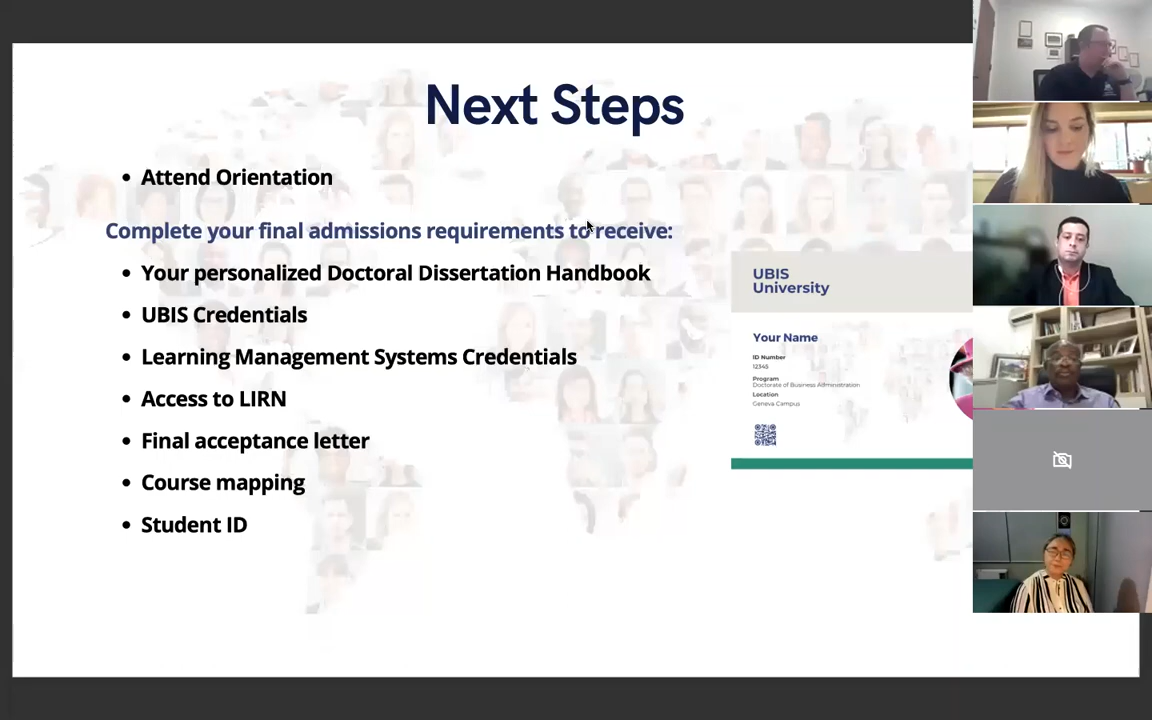 Next Steps
• Attend Orientation
Complete your final admissions requirements to receive:
• Your personalized Doctoral Dissertation Handbook
• UBIS Credentials
• Learning Management Systems Credentials
• Access to LIRN
• Final acceptance letter
• Course mapping
• Student ID
UBIS
University
Your Name
ID Number
12345
Program
Doctorate of Business Administration
Location
Geneva Campus